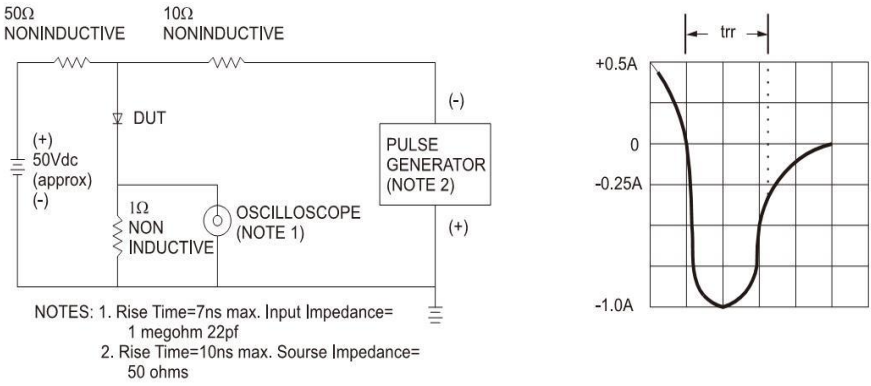 50Ω
NONINDUCTIVE
10Ω
NONINDUCTIVE
DUT
(+)
50Vdc
(approx)
(-)
1Ω
NON
INDUCTIVE
OSCILLOSCOPE
(NOTE 1)
(-)
PULSE
GENERATOR
(NOTE 2)
(+)
NOTES: 1. Rise Time=7ns max. Input Impedance=
1 megohm 22pf
2. Rise Time=10ns max. Sourse Impedance=
50 ohms
trr
+0.5A
0
-0.25A
-1.0A